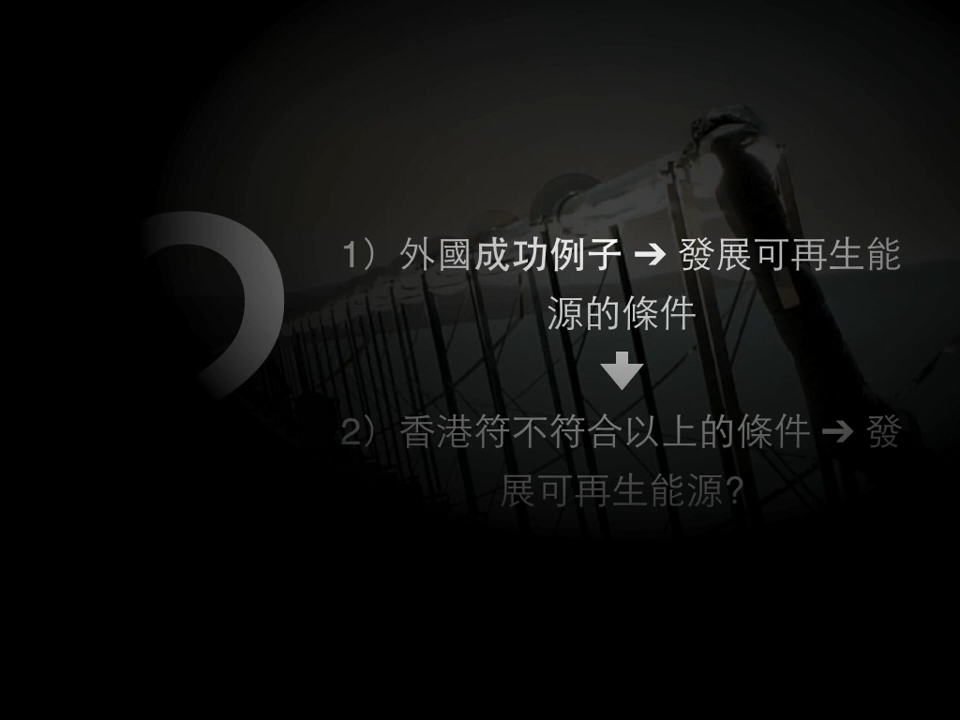 1）外國成功例子 ➔ 發展可再生能
源的條件
2）香港符不符合以上的條件 ➔ 發
展可再生能源?